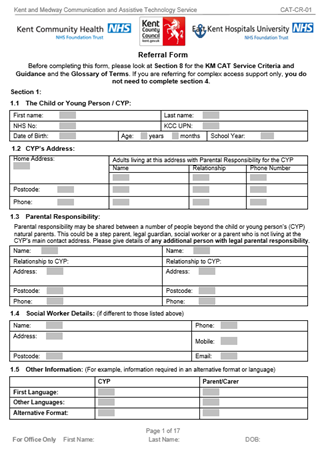 Kent and Medway Communication and Assistive Technology Service CAT-CR-01
Kent Community Health NHS
NHS Foundation Trust
Kent County Council
kent.gov.uk
East Kent Hospitals University NHS
NHS Foundation Trust
Referral Form
Before completing this form, please look at Section 8 for the KM CAT Service Criteria and
Guidance and the Glossary of Terms. If you are referring for complex access support only, you do
not need to complete section 4.
Section 1:
1.1 The Child or Young Person / CYP:
First name: Last name:
NHS No: KCC UPN:
Date of Birth: Age: years months School Year:
1.2 CYP's Address:
Home Address: Adults living at this address with Parental Responsibility for the CYP
Name Relationship Phone Number
Postcode:
Phone:
1.3 Parental Responsibility:
Parental responsibility may be shared between a number of people beyond the child or young person's (CYP)
natural parents. This could be a step parent, legal guardian, social worker or a parent who is not living at the
CYP's main contact address. Please give details of any additional person with legal parental responsibility.
Name: Name:
Relationship to CYP: Relationship to CYP:
Address: Address:
Postcode: Postcode:
Phone: Phone:
1.4 Social Worker Details: (if different to those listed above)
Name: Phone:
Address:
Mobile:
Postcode: Email:
1.5 Other Information: (For example, information required in an alternative format or language)
CYP Parent/Carer
First Language:
Other Languages:
Alternative Format:
Page 1 of 17
For Office Only First Name: Last Name: DOB: